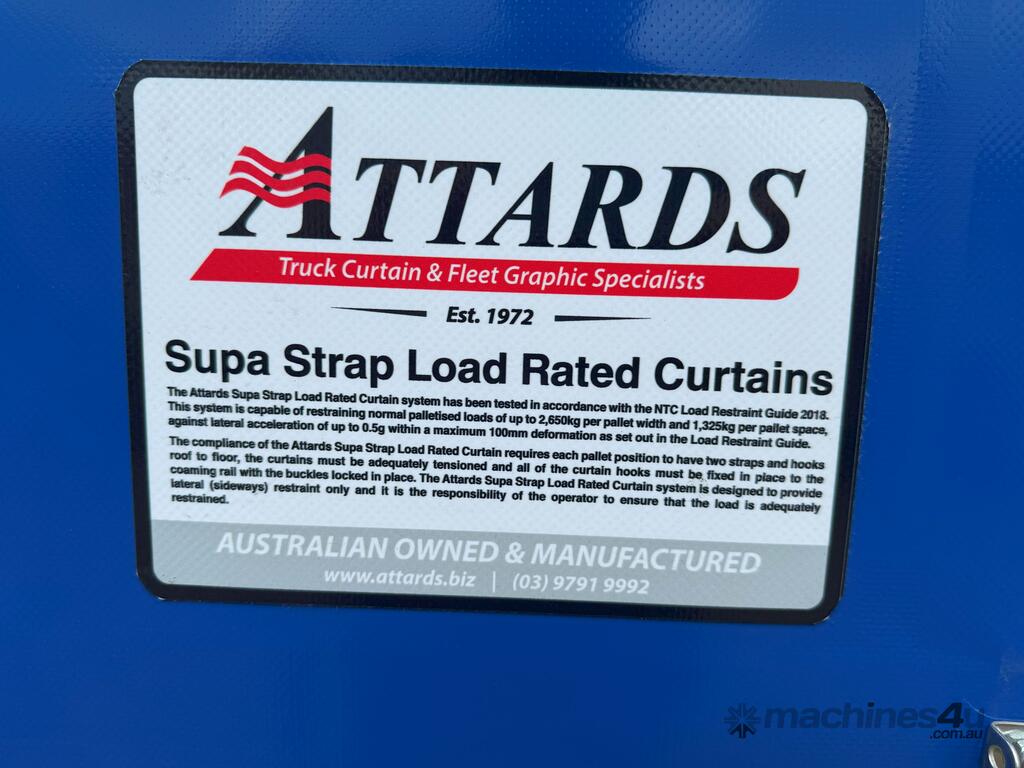 ATTARDS
Truck Curtain & Fleet Graphic Specialists
Est. 1972
Supa Strap Load Rated Curtains
The Attards Supa Strap Load Rated Curtain system has been tested in accordance with the NTC Load Restraint Guide 2018.
This system is capable of restraining normal palletised loads of up to 2,650kg per pallet width and 1,325kg per pallet space,
against lateral acceleration of up to 0.5g within a maximum 100mm deformation as set out in the Load Restraint Guide.
The compliance of the Attards Supa Strap Load Rated Curtain requires each pallet position to have two straps and hooks
roof to floor, the curtains must be adequately tensioned and all of the curtain hooks must be fixed in place to the
coaming rail with the buckles locked in place. The Attards Supa Strap Load Rated Curtain system is designed to provide
lateral (sideways) restraint only and it is the responsibility of the operator to ensure that the load is adequately
restrained.
AUSTRALIAN OWNED & MANUFACTURED
www.attards.biz | (03) 9791 9992
machines4u
.com.au